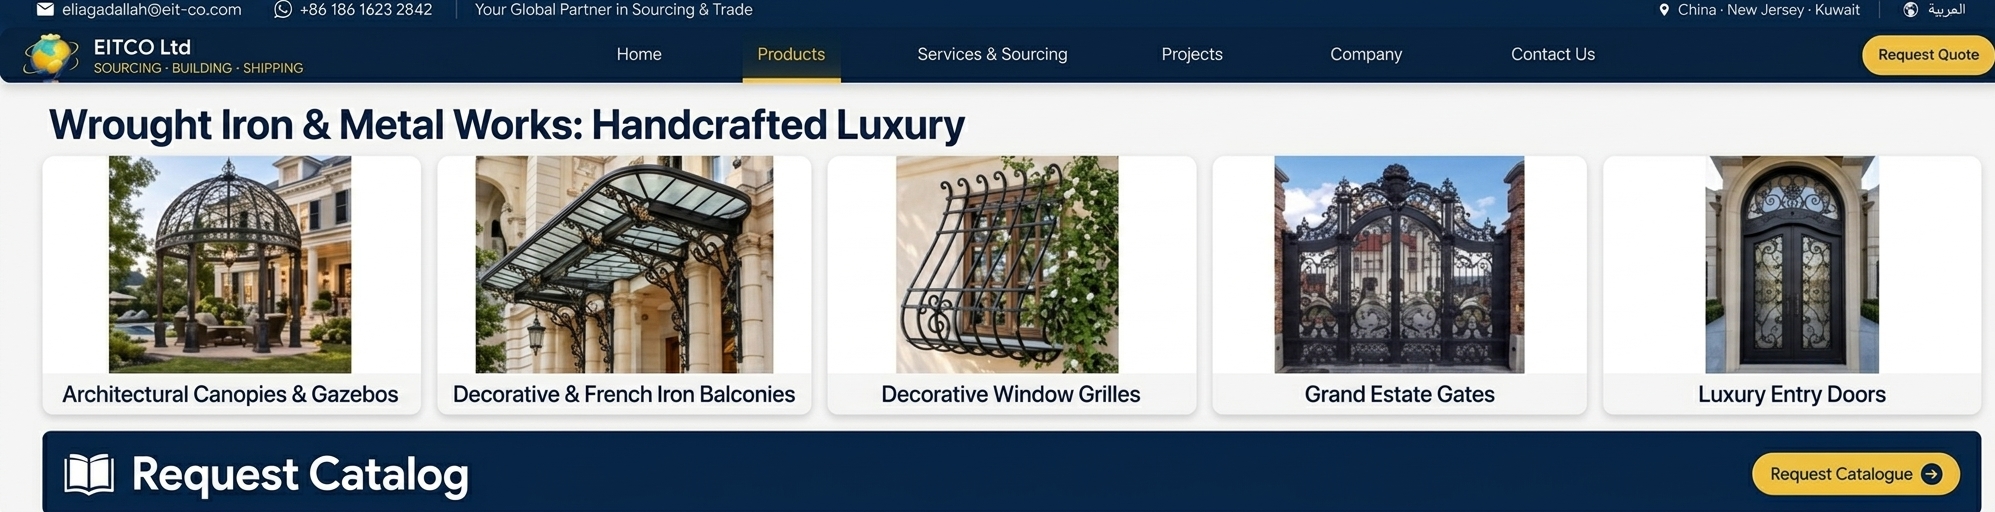 eliagadallah@eit-co.com
+86 186 1623 2842
Your Global Partner in Sourcing & Trade
China · New Jersey · Kuwait
العربية
EITCO Ltd
SOURCING · BUILDING · SHIPPING
Home
Products
Services & Sourcing
Projects
Company
Contact Us
Request Quote
Wrought Iron & Metal Works: Handcrafted Luxury
Architectural Canopies & Gazebos
Decorative & French Iron Balconies
Decorative Window Grilles
Grand Estate Gates
Luxury Entry Doors
Request Catalog
Request Catalogue